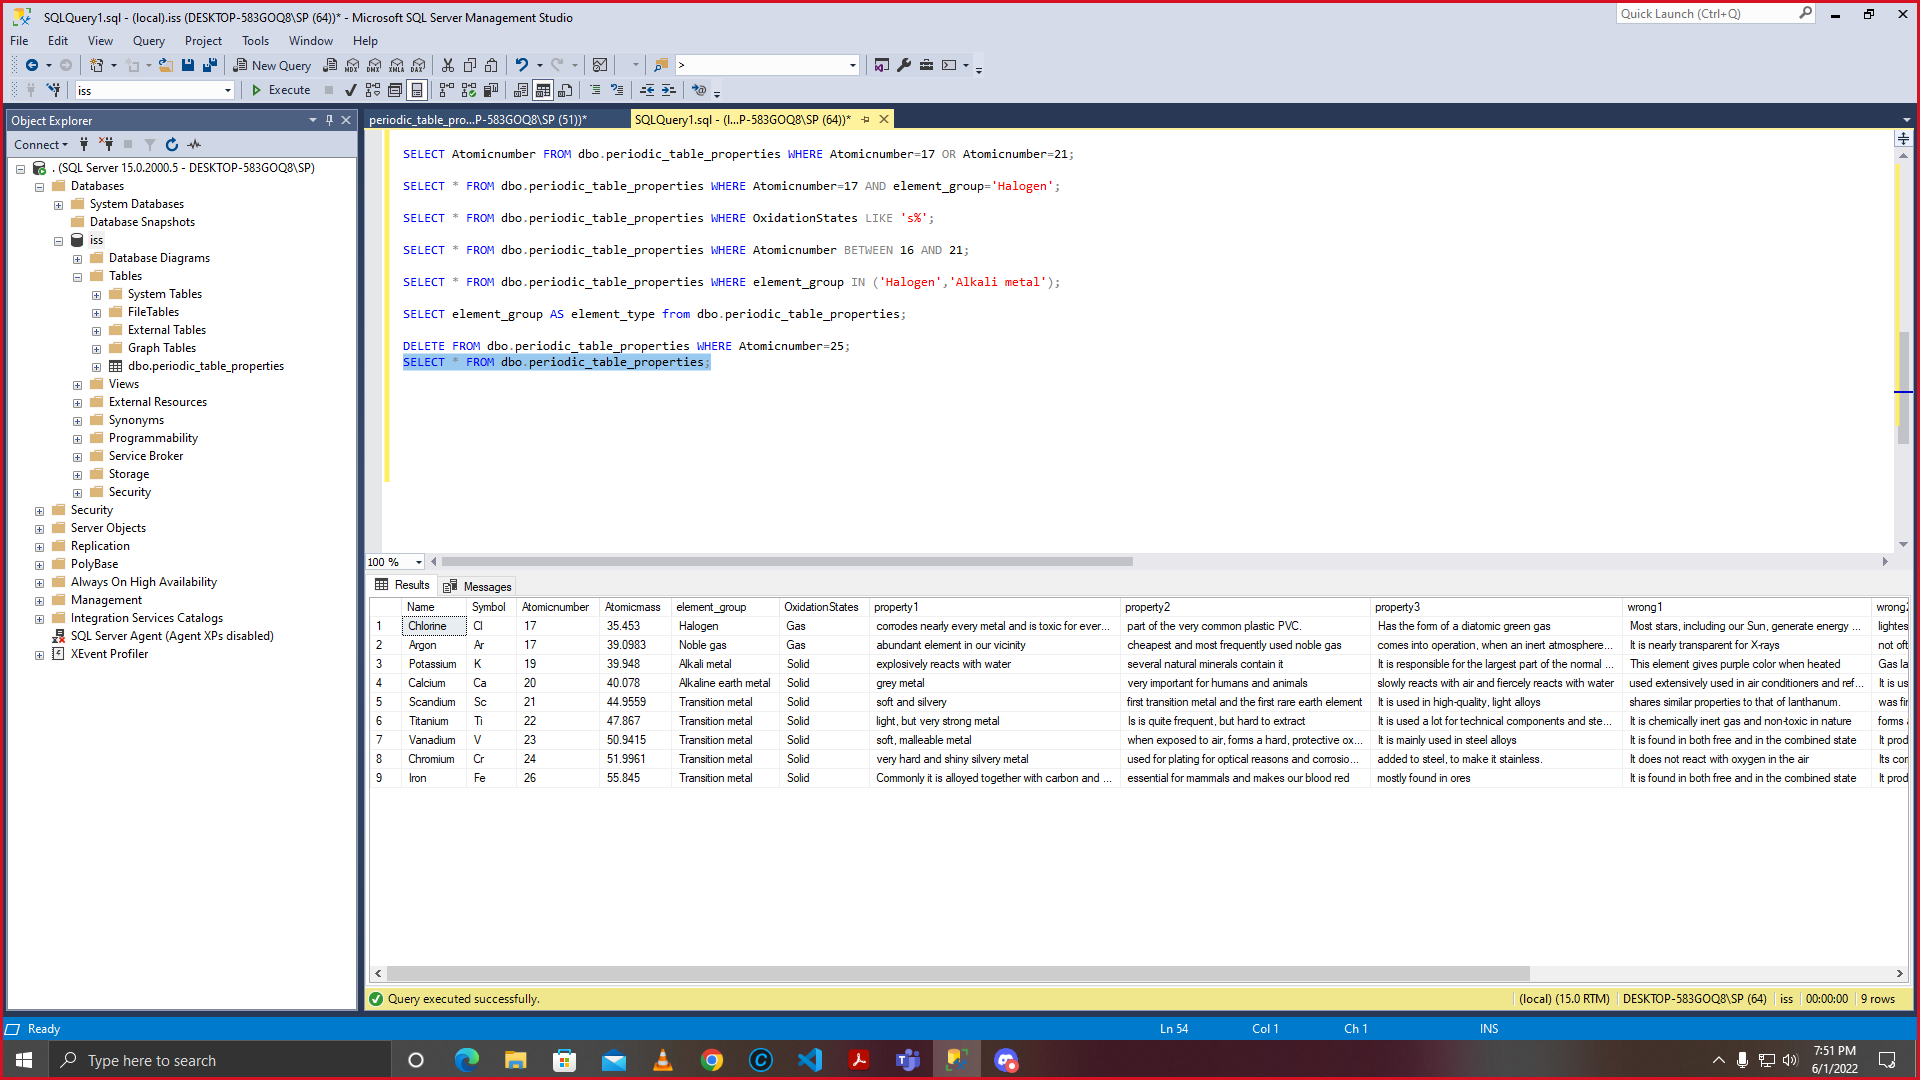 SQLQuery1.sql - (local).iss (DESKTOP-583GOQ8\SP (64))* - Microsoft SQL Server Management Studio
Quick Launch (Ctrl+Q)
File Edit View Query Project Tools Window Help
New Query
MDX DMX XMLA DAX
>
iss
Execute
Object Explorer
Connect
. (SQL Server 15.0.2000.5 - DESKTOP-583GOQ8\SP)
Databases
System Databases
Database Snapshots
iss
Database Diagrams
Tables
System Tables
FileTables
External Tables
Graph Tables
dbo.periodic_table_properties
Views
External Resources
Synonyms
Programmability
Service Broker
Storage
Security
Security
Server Objects
Replication
PolyBase
Always On High Availability
Management
Integration Services Catalogs
SQL Server Agent (Agent XPs disabled)
XEvent Profiler
periodic_table_pro...P-583GOQ8\SP (51))*
SQLQuery1.sql - (l...P-583GOQ8\SP (64))*
SELECT Atomicnumber FROM dbo.periodic_table_properties WHERE Atomicnumber=17 OR Atomicnumber=21;
SELECT * FROM dbo.periodic_table_properties WHERE Atomicnumber=17 AND element_group='Halogen';
SELECT * FROM dbo.periodic_table_properties WHERE OxidationStates LIKE 's%';
SELECT * FROM dbo.periodic_table_properties WHERE Atomicnumber BETWEEN 16 AND 21;
SELECT * FROM dbo.periodic_table_properties WHERE element_group IN ('Halogen','Alkali metal');
SELECT element_group AS element_type from dbo.periodic_table_properties;
DELETE FROM dbo.periodic_table_properties WHERE Atomicnumber=25;
SELECT * FROM dbo.periodic_table_properties;
100 %
Results Messages
Name Symbol Atomicnumber Atomicmass element_group OxidationStates property1 property2 property3 wrong1
1 Chlorine Cl 17 35.453 Halogen Gas corrodes nearly every metal and is toxic for ever... part of the very common plastic PVC. Has the form of a diatomic green gas Most stars, including our Sun, generate energy ...
2 Argon Ar 17 39.0983 Noble gas Gas abundant element in our vicinity cheapest and most frequently used noble gas comes into operation, when an inert atmosphere... It is nearly transparent for X-rays
3 Potassium K 19 39.948 Alkali metal Solid explosively reacts with water several natural minerals contain it It is responsible for the largest part of the normal ... This element gives purple color when heated Gas la
4 Calcium Ca 20 40.078 Alkaline earth metal Solid grey metal very important for humans and animals slowly reacts with air and fiercely reacts with water used extensively used in air conditioners and ref... It is us
5 Scandium Sc 21 44.9559 Transition metal Solid soft and silvery first transition metal and the first rare earth element It is used in high-quality, light alloys shares similar properties to that of lanthanum. was fir
6 Titanium Ti 22 47.867 Transition metal Solid light, but very strong metal Is is quite frequent, but hard to extract It is used a lot for technical components and ste... It is chemically inert gas and non-toxic in nature forms
7 Vanadium V 23 50.9415 Transition metal Solid soft, malleable metal when exposed to air, forms a hard, protective ox... It is mainly used in steel alloys It is found in both free and in the combined state It prod
8 Chromium Cr 24 51.9961 Transition metal Solid very hard and shiny silvery metal used for plating for optical reasons and corrosio... added to steel, to make it stainless. It does not react with oxygen in the air Its cor
9 Iron Fe 26 55.845 Transition metal Solid Commonly it is alloyed together with carbon and ... essential for mammals and makes our blood red mostly found in ores It is found in both free and in the combined state It prod
Query executed successfully.
(local) (15.0 RTM) DESKTOP-583GOQ8\SP (64) iss 00:00:00 9 rows
Ready Ln 54 Col 1 Ch 1 INS
Type here to search
7:51 PM
6/1/2022